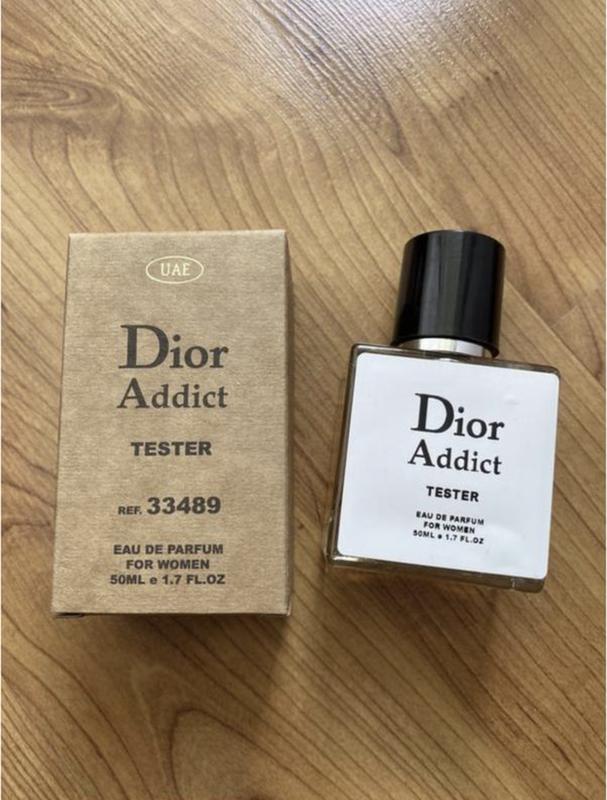 UAE
Dior
Addict
TESTER
REF. 33489
EAU DE PARFUM
FOR WOMEN
50ML e 1.7 FL.OZ
Dior
Addict
TESTER
EAU DE PARFUM
FOR WOMEN
50ML e 1.7 FL.OZ